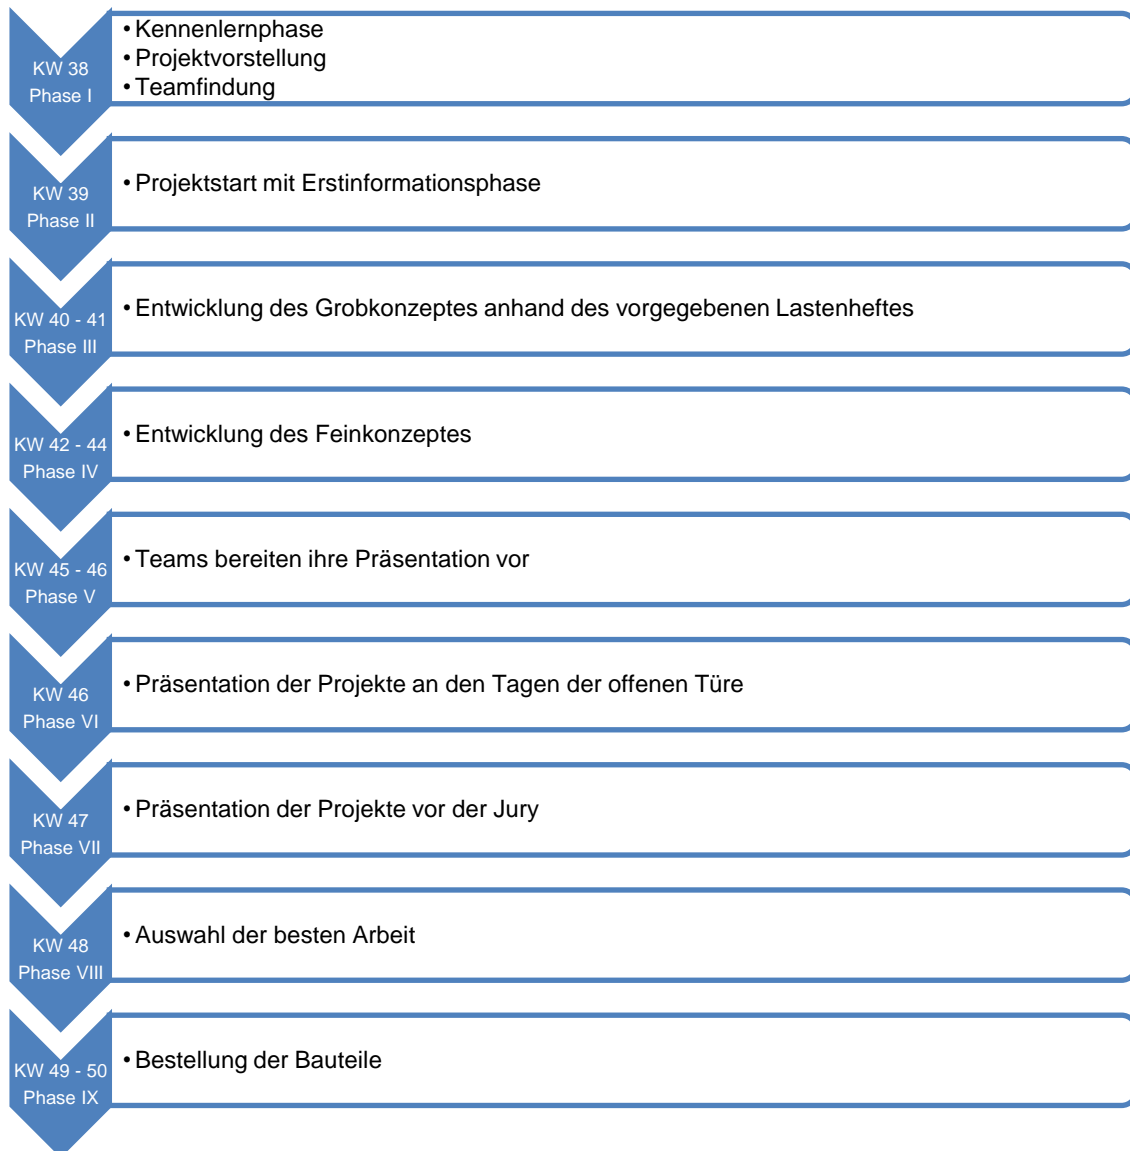 KW 38
Phase I
• Kennenlernphase
• Projektvorstellung
• Teamfindung
KW 39
Phase II
• Projektstart mit Erstinformationsphase
KW 40 - 41
Phase III
• Entwicklung des Grobkonzeptes anhand des vorgegebenen Lastenheftes
KW 42 - 44
Phase IV
• Entwicklung des Feinkonzeptes
KW 45 - 46
Phase V
• Teams bereiten ihre Präsentation vor
KW 46
Phase VI
• Präsentation der Projekte an den Tagen der offenen Türe
KW 47
Phase VII
• Präsentation der Projekte vor der Jury
KW 48
Phase VIII
• Auswahl der besten Arbeit
KW 49 - 50
Phase IX
• Bestellung der Bauteile